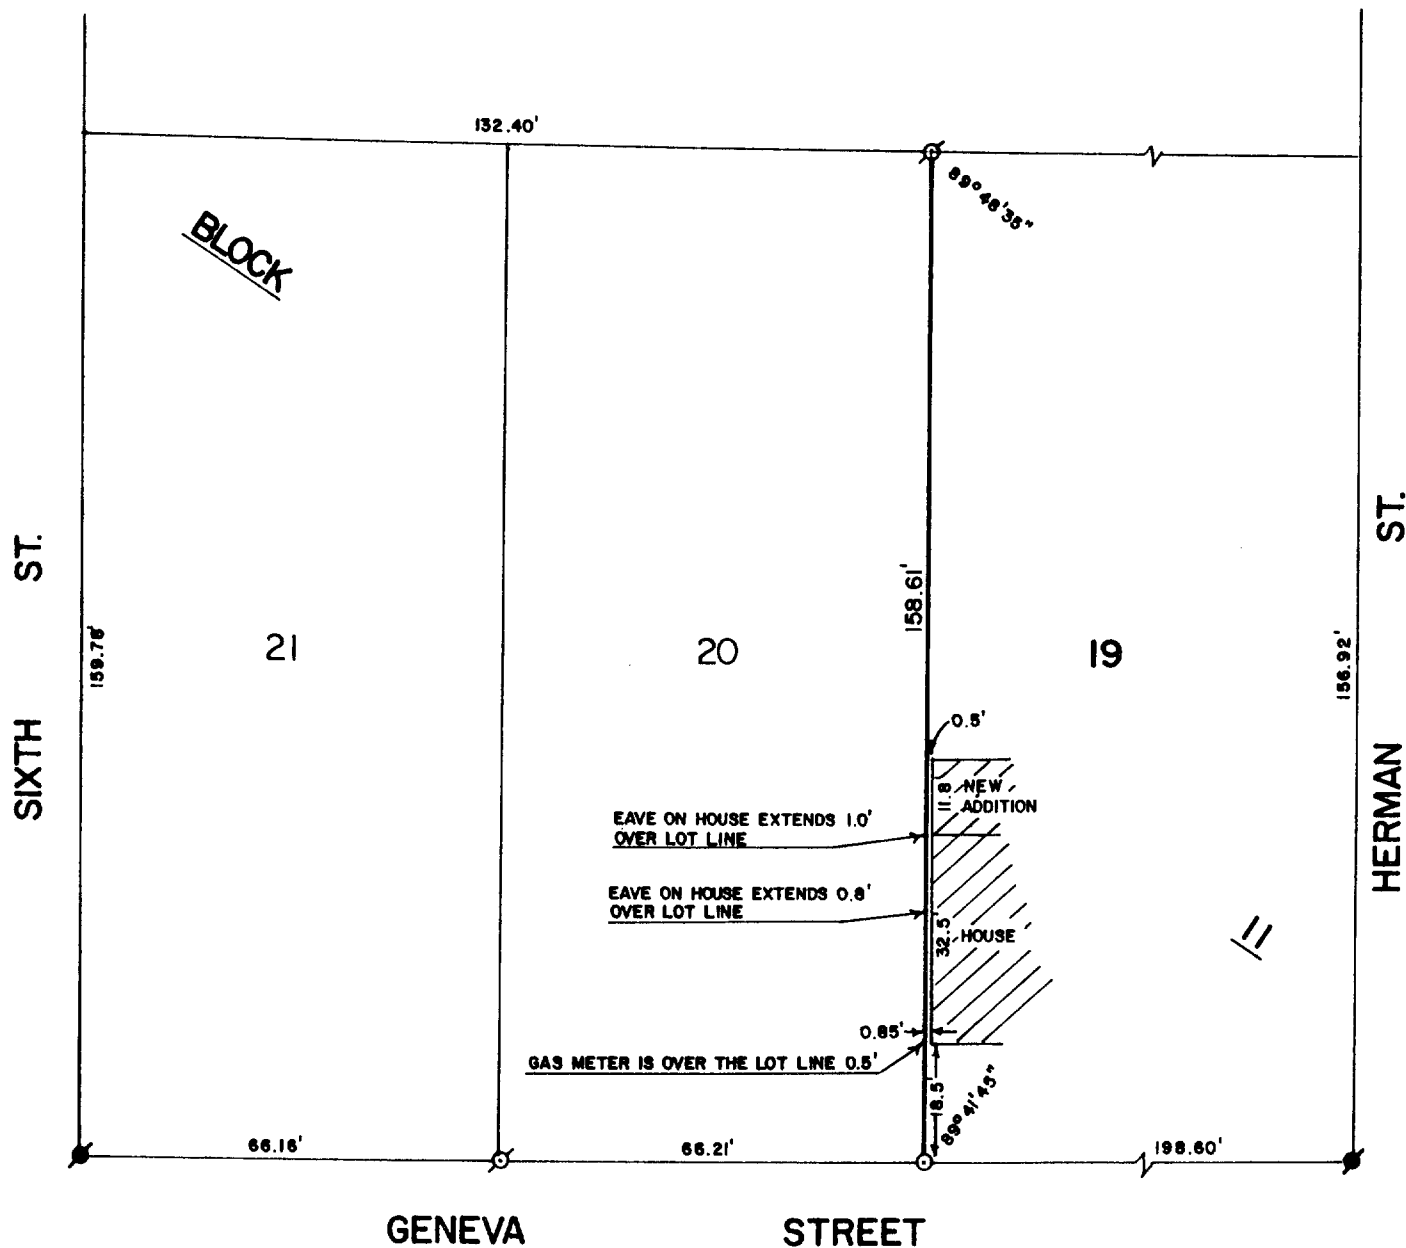 132.40'
89°48'35"
BLOCK
SIXTH ST.
159.78'
21
20
158.61'
19
156.92'
HERMAN ST.
0.5'
11.8
NEW
ADDITION
EAVE ON HOUSE EXTENDS 1.0'
OVER LOT LINE
EAVE ON HOUSE EXTENDS 0.8'
OVER LOT LINE
32.5
HOUSE
11
0.85'
GAS METER IS OVER THE LOT LINE 0.5'
18.5
89°41'45"
66.16'
66.21'
198.60'
GENEVA STREET